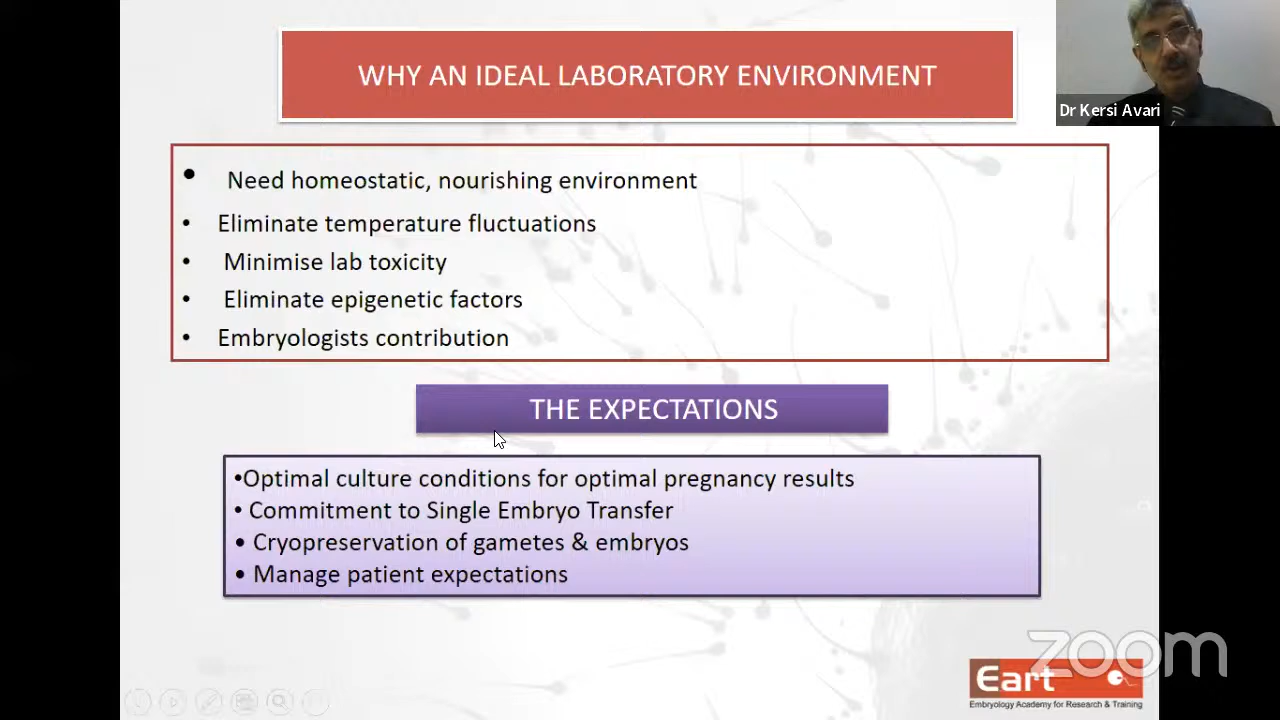 WHY AN IDEAL LABORATORY ENVIRONMENT
Dr Kersi Avari
• Need homeostatic, nourishing environment
• Eliminate temperature fluctuations
• Minimise lab toxicity
• Eliminate epigenetic factors
• Embryologists contribution
THE EXPECTATIONS
•Optimal culture conditions for optimal pregnancy results
• Commitment to Single Embryo Transfer
• Cryopreservation of gametes & embryos
• Manage patient expectations
zoom
Eart
Embryology Academy for Research & Training